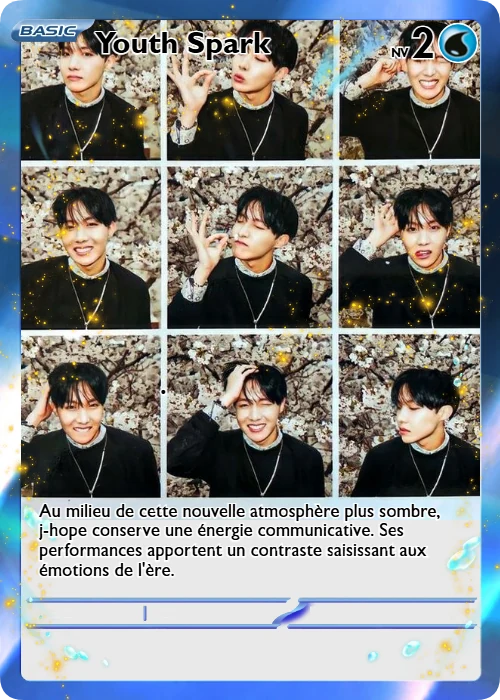 BASIC
Youth Spark
NV 2
Au milieu de cette nouvelle atmosphère plus sombre,
j-hope conserve une énergie communicative. Ses
performances apportent un contraste saisissant aux
émotions de l'ère.